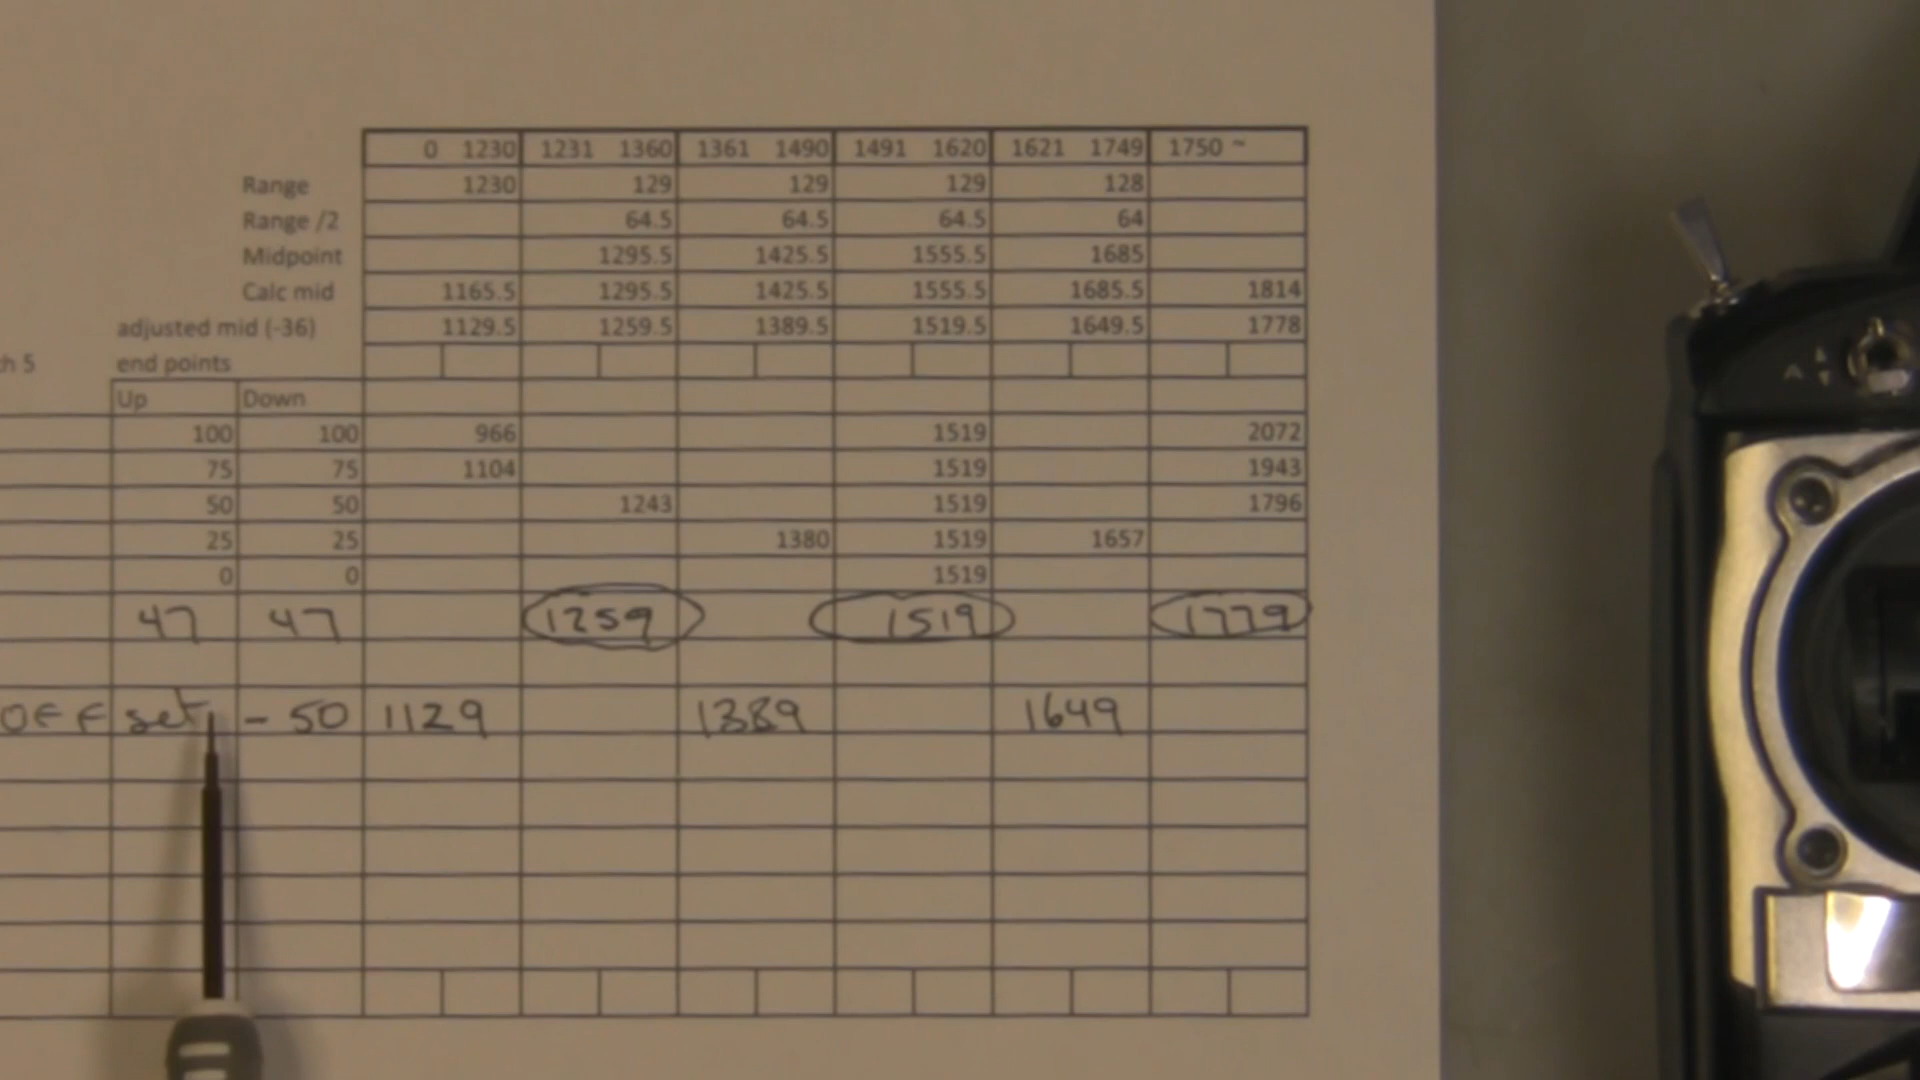 0 1230 1231 1360 1361 1490 1491 1620 1621 1749 1750 ~
Range 1230 129 129 129 128
Range /2 64.5 64.5 64.5 64
Midpoint 1295.5 1425.5 1555.5 1685
Calc mid 1165.5 1295.5 1425.5 1555.5 1685.5 1814
adjusted mid (-36) 1129.5 1259.5 1389.5 1519.5 1649.5 1778
h 5 end points
Up Down
100 100 966 1519 2072
75 75 1104 1519 1943
50 50 1243 1519 1796
25 25 1380 1519 1657
0 0 1519
47 47 1259 1519 1779
OFF set - 50 1129 1389 1649
A